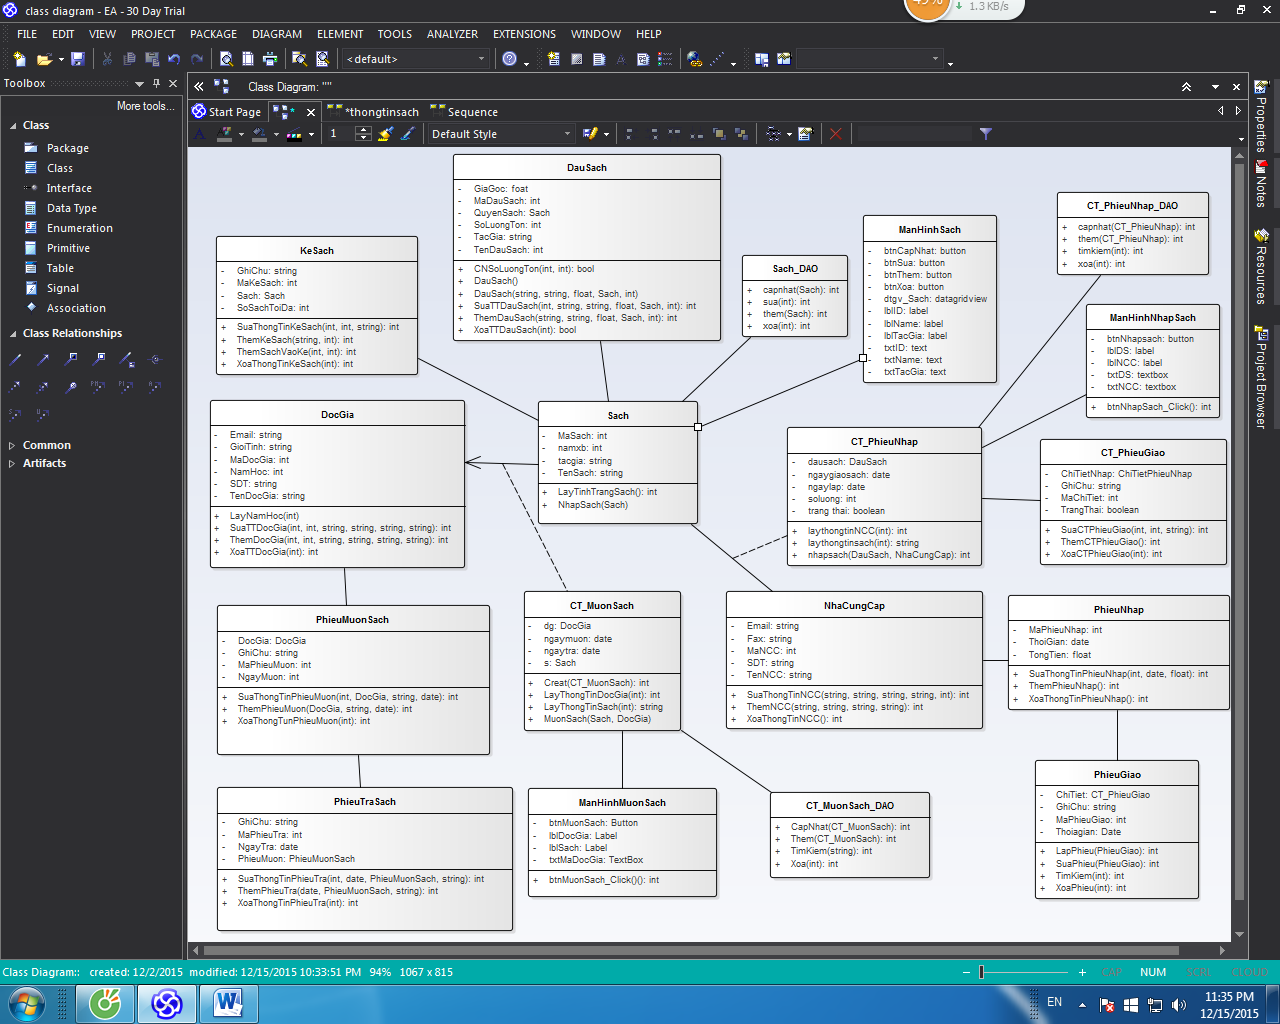 class diagram - EA - 30 Day Trial
45%
1.3 KB/s
FILE EDIT VIEW PROJECT PACKAGE DIAGRAM ELEMENT TOOLS ANALYZER EXTENSIONS WINDOW HELP
<default>
Toolbox
More tools...
Class
Package
Class
Interface
Data Type
Enumeration
Primitive
Table
Signal
Association
Class Relationships
Common
Artifacts
Class Diagram: ""
Start Page
*
*thongtinsach
Sequence
1
Default Style
Properties
Notes
Resources
Project Browser
DauSach
- GiaGoc: foat
- MaDauSach: int
- QuyenSach: Sach
- SoLuongTon: int
- TacGia: string
- TenDauSach: int
+ CNSoLuongTon(int, int): bool
+ DauSach()
+ DauSach(string, string, float, Sach, int)
+ SuaTTDauSach(int, string, string, float, Sach, int): int
+ ThemDauSach(string, string, float, Sach, int): int
+ XoaTTDauSach(int): bool
KeSach
- GhiChu: string
- MaKeSach: int
- Sach: Sach
- SoSachToiDa: int
+ SuaThongTinKeSach(int, int, string): int
+ ThemKeSach(string, int): int
+ ThemSachVaoKe(int, int): int
+ XoaThongTinKeSach(int): int
Sach_DAO
+ capnhat(Sach): int
+ sua(int): int
+ them(Sach): int
+ xoa(int): int
ManHinhSach
- btnCapNhat: button
- btnSua: button
- btnThem: button
- btnXoa: button
- dtgv_Sach: datagridview
- lblID: label
- lblName: label
- lblTacGia: label
- txtID: text
- txtName: text
- txtTacGia: text
CT_PhieuNhap_DAO
+ capnhat(CT_PhieuNhap): int
+ them(CT_PhieuNhap): int
+ timkiem(int): int
+ xoa(int): int
ManHinhNhapSach
- btnNhapsach: button
- lblDS: label
- lblNCC: label
- txtDS: textbox
- txtNCC: textbox
+ btnNhapSach_Click(): int
DocGia
- Email: string
- GioiTinh: string
- MaDocGia: int
- NamHoc: int
- SDT: string
- TenDocGia: string
+ LayNamHoc(int)
+ SuaTTDocGia(int, int, string, string, string, string): int
+ ThemDocGia(int, int, string, string, string, string): int
+ XoaTTDocGia(int): int
Sach
- MaSach: int
- namxb: int
- tacgia: string
- TenSach: string
+ LayTinhTrangSach(): int
+ NhapSach(Sach)
CT_PhieuNhap
- dausach: DauSach
- ngaygiaosach: date
- ngaylap: date
- soluong: int
- trang thai: boolean
+ laythongtinNCC(int): int
+ laythongtinsach(int): string
+ nhapsach(DauSach, NhaCungCap): int
CT_PhieuGiao
- ChiTietNhap: ChiTietPhieuNhap
- GhiChu: string
- MaChiTiet: int
- TrangThai: boolean
+ SuaCTPhieuGiao(int, int, string): int
+ ThemCTPhieuGiao(): int
+ XoaCTPhieuGiao(int): int
PhieuMuonSach
- DocGia: DocGia
- GhiChu: string
- MaPhieuMuon: int
- NgayMuon: int
+ SuaThongTinPhieuMuon(int, DocGia, string, date): int
+ ThemPhieuMuon(DocGia, string, date): int
+ XoaThongTunPhieuMuon(int): int
CT_MuonSach
- dg: DocGia
- ngaymuon: date
- ngaytra: date
- s: Sach
+ Creat(CT_MuonSach): int
+ LayThongTinDocGia(int): int
+ LayThongTinSach(int): string
+ MuonSach(Sach, DocGia)
NhaCungCap
- Email: string
- Fax: string
- MaNCC: int
- SDT: string
- TenNCC: string
+ SuaThongTinNCC(string, string, string, string, int): int
+ ThemNCC(string, string, string, string): int
+ XoaThongTinNCC(): int
PhieuNhap
- MaPhieuNhap: int
- ThoiGian: date
- TongTien: float
+ SuaThongTinPhieuNhap(int, date, float): int
+ ThemPhieuNhap(): int
+ XoaThongTinPhieuNhap(): int
PhieuTraSach
- GhiChu: string
- MaPhieuTra: int
- NgayTra: date
- PhieuMuon: PhieuMuonSach
+ SuaThongTinPhieuTra(int, date, PhieuMuonSach, string): int
+ ThemPhieuTra(date, PhieuMuonSach, string): int
+ XoaThongTinPhieuTra(int): int
ManHinhMuonSach
- btnMuonSach: Button
- lblDocGia: Label
- lblSach: Label
- txtMaDocGia: TextBox
+ btnMuonSach_Click()(): int
CT_MuonSach_DAO
+ CapNhat(CT_MuonSach): int
+ Them(CT_MuonSach): int
+ TimKiem(string): int
+ Xoa(int): int
PhieuGiao
- ChiTiet: CT_PhieuGiao
- GhiChu: string
- MaPhieuGiao: int
- Thoiagian: Date
+ LapPhieu(PhieuGiao): int
+ SuaPhieu(PhieuGiao): int
+ TimKiem(int): int
+ XoaPhieu(int): int
Class Diagram:: created: 12/2/2015 modified: 12/15/2015 10:33:51 PM 94% 1067 x 815
CAP NUM SCRL CLOUD
EN
11:35 PM
12/15/2015